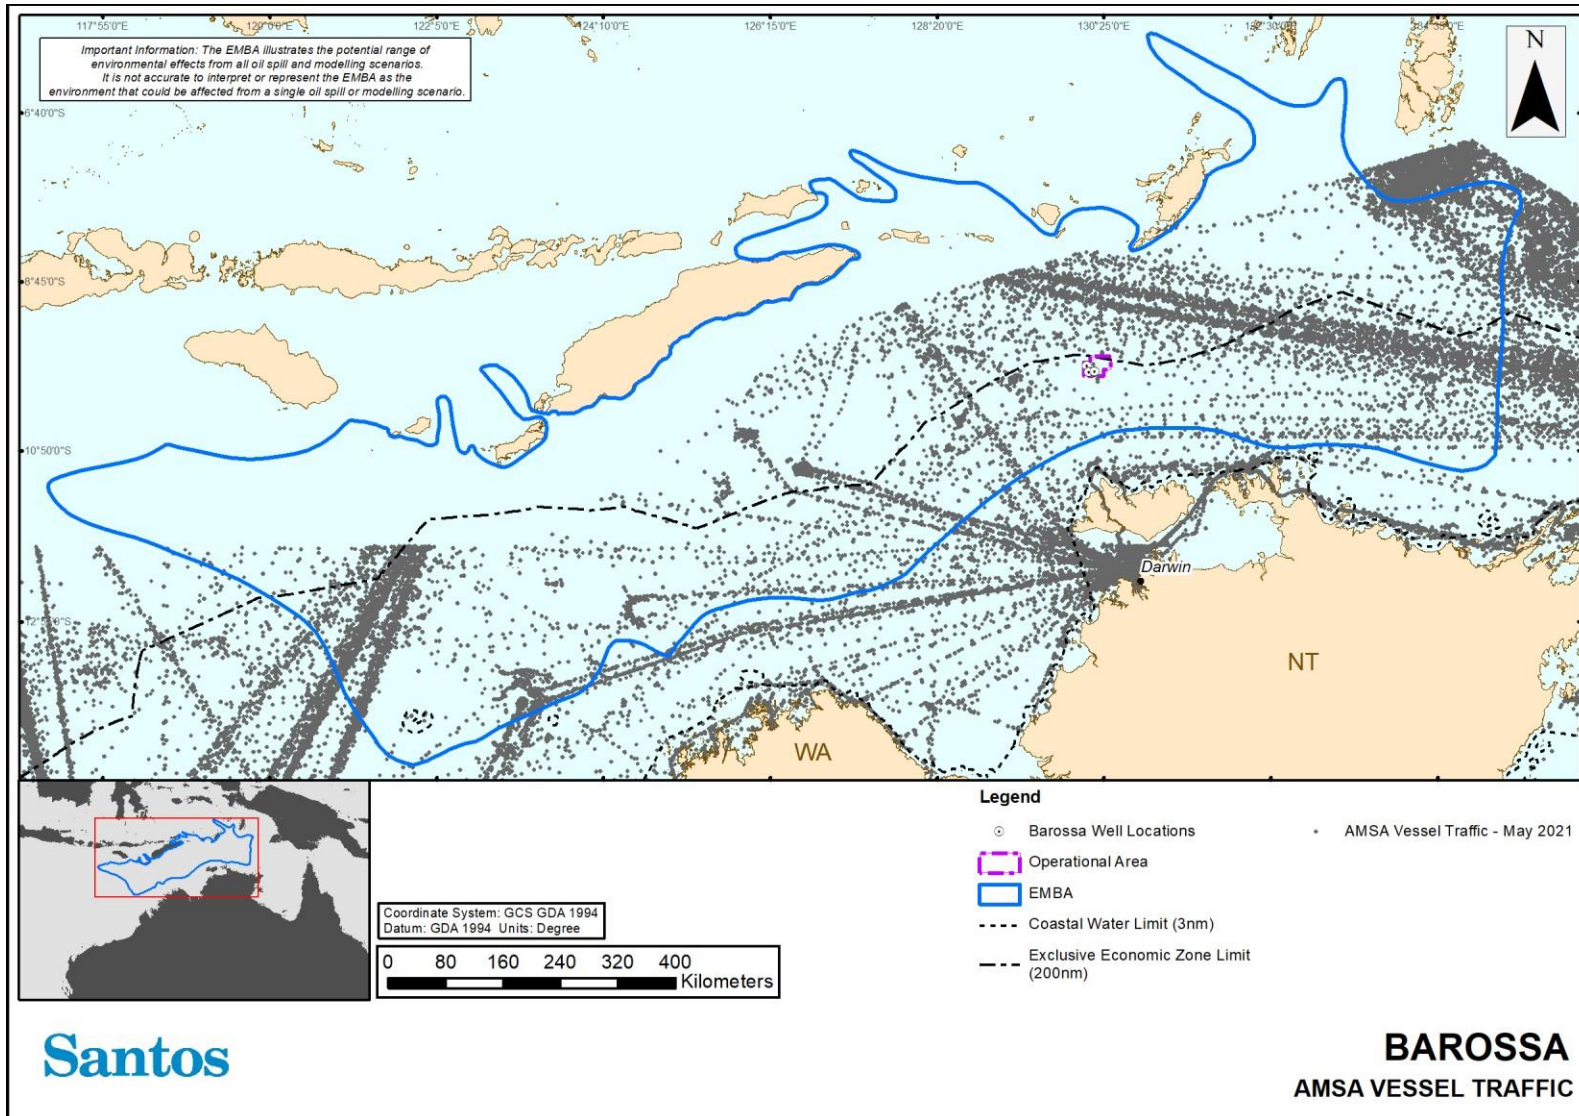 117°55'0"E
120°0'0"E
122°5'0"E
124°10'0"E
126°15'0"E
128°20'0"E
130°25'0"E
132°30'0"E
Important Information: The EMBA illustrates the potential range of
environmental effects from all oil spill and modelling scenarios.
It is not accurate to interpret or represent the EMBA as the
environment that could be affected from a single oil spill or modelling scenario.
N
6°40'0"S
8°45'0"S
10°50'0"S
Darwin
NT
WA
Legend
Barossa Well Locations
AMSA Vessel Traffic - May 2021
Operational Area
EMBA
Coastal Water Limit (3nm)
Exclusive Economic Zone Limit
(200nm)
Coordinate System: GCS GDA 1994
Datum: GDA 1994 Units: Degree
0 80 160 240 320 400
Kilometers
Santos
BAROSSA
AMSA VESSEL TRAFFIC